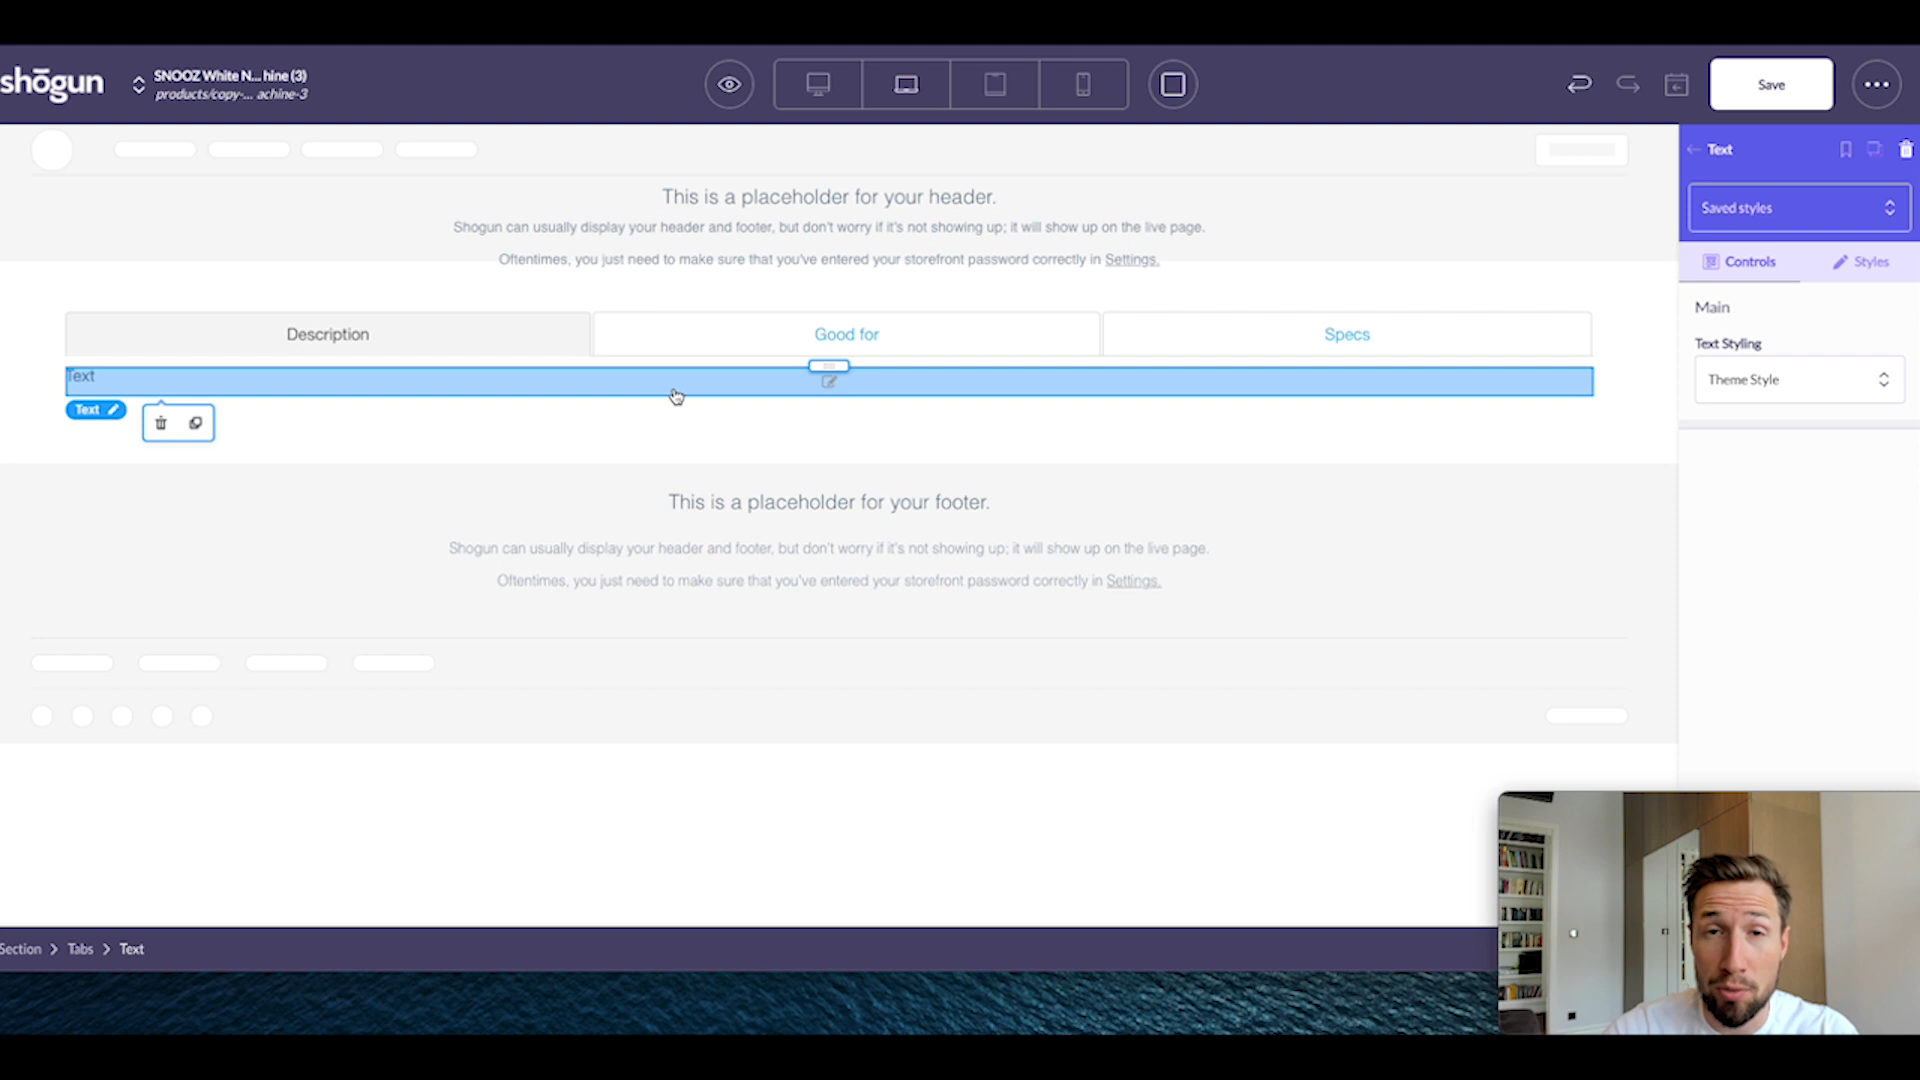 shōgun
SNOOZ White N... hine (3)
products/copy-... achine-3
Save
Text
Saved styles
Controls
Styles
Main
Text Styling
Theme Style
This is a placeholder for your header.
Shogun can usually display your header and footer, but don't worry if it's not showing up; it will show up on the live page.
Oftentimes, you just need to make sure that you've entered your storefront password correctly in Settings.
Description
Good for
Specs
Text
Text
This is a placeholder for your footer.
Shogun can usually display your header and footer, but don't worry if it's not showing up; it will show up on the live page.
Oftentimes, you just need to make sure that you've entered your storefront password correctly in Settings.
Section > Tabs > Text